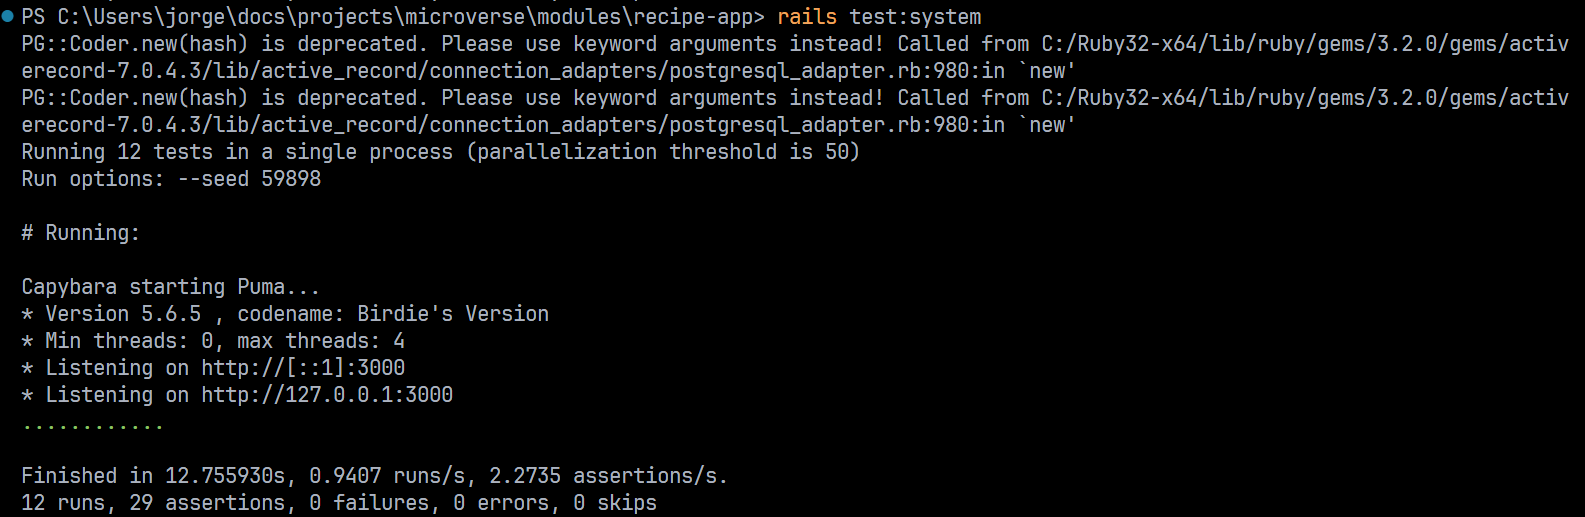 PS C:\Users\jorge\docs\projects\microverse\modules\recipe-app> rails test:system
PG::Coder.new(hash) is deprecated. Please use keyword arguments instead! Called from C:/Ruby32-x64/lib/ruby/gems/3.2.0/gems/activ
erecord-7.0.4.3/lib/active_record/connection_adapters/postgresql_adapter.rb:980:in `new'
PG::Coder.new(hash) is deprecated. Please use keyword arguments instead! Called from C:/Ruby32-x64/lib/ruby/gems/3.2.0/gems/activ
erecord-7.0.4.3/lib/active_record/connection_adapters/postgresql_adapter.rb:980:in `new'
Running 12 tests in a single process (parallelization threshold is 50)
Run options: --seed 59898
# Running:
Capybara starting Puma...
* Version 5.6.5 , codename: Birdie's Version
* Min threads: 0, max threads: 4
* Listening on http://[::1]:3000
* Listening on http://127.0.0.1:3000
............
Finished in 12.755930s, 0.9407 runs/s, 2.2735 assertions/s.
12 runs, 29 assertions, 0 failures, 0 errors, 0 skips